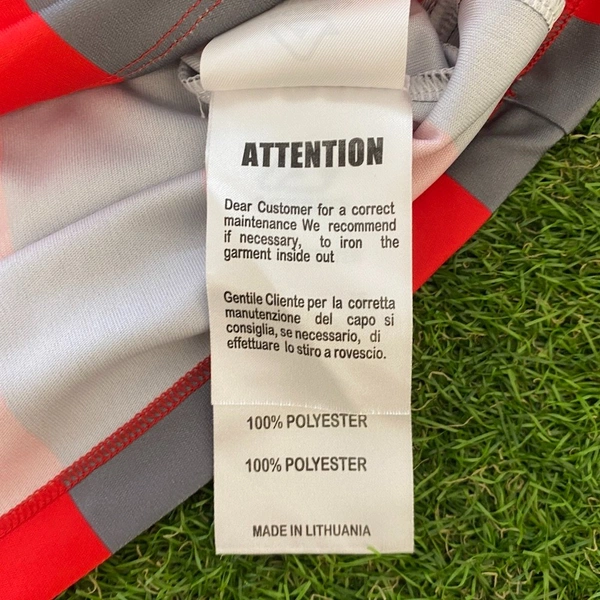 ATTENTION
Dear Customer for a correct
maintenance We recommend
if necessary, to iron the
garment inside out
Gentile Cliente per la corretta
manutenzione del capo si
consiglia, se necessario, di
effettuare lo stiro a rovescio.
100% POLYESTER
100% POLYESTER
MADE IN LITHUANIA